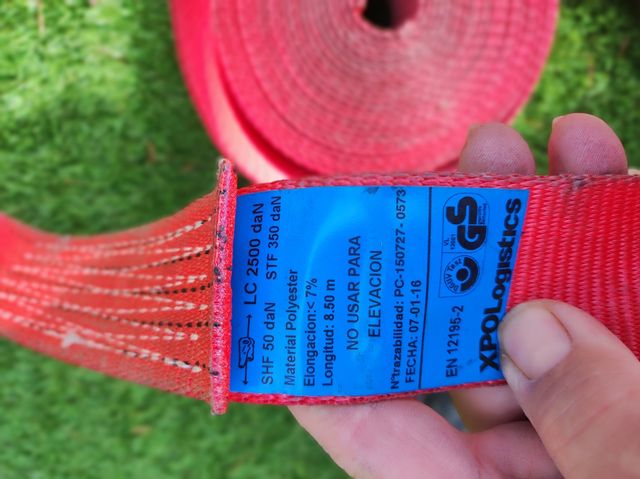 LC 2500 daN
SHF 50 daN STF 350 daN
Material Polyester
Elongacion:< 7%
Longitud: 8.50 m
NO USAR PARA
ELEVACION
Nºtrazabilidad: PC-150727- 0573
FECHA: 07-01-16
EN 12195-2
GS
XPOLogistics